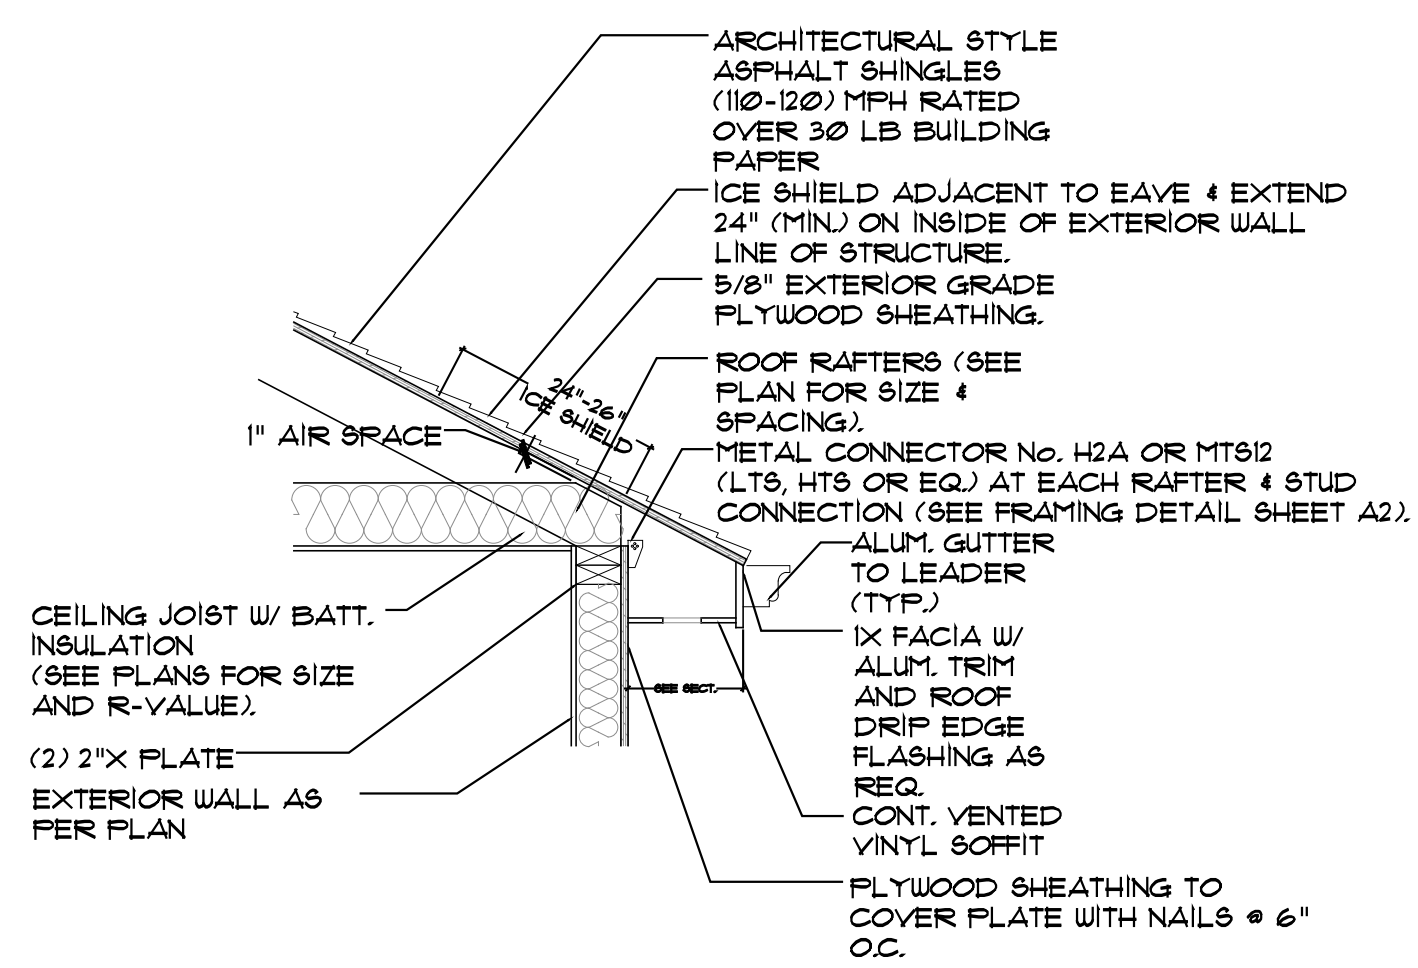 ARCHITECTURAL STYLE
ASPHALT SHINGLES
(110-120) MPH RATED
OVER 30 LB BUILDING
PAPER
ICE SHIELD ADJACENT TO EAVE & EXTEND
24" (MIN.) ON INSIDE OF EXTERIOR WALL
LINE OF STRUCTURE.
5/8" EXTERIOR GRADE
PLYWOOD SHEATHING.
ROOF RAFTERS (SEE
PLAN FOR SIZE &
SPACING).
24"-26"
ICE SHIELD
1" AIR SPACE
METAL CONNECTOR No. H2A OR MTS12
(LTS, HTS OR EQ.) AT EACH RAFTER & STUD
CONNECTION (SEE FRAMING DETAIL SHEET A2).
ALUM. GUTTER
TO LEADER
(TYP.)
1X FACIA W/
ALUM. TRIM
AND ROOF
DRIP EDGE
FLASHING AS
REQ.
CONT. VENTED
VINYL SOFFIT
PLYWOOD SHEATHING TO
COVER PLATE WITH NAILS @ 6"
O.C.
SEE SECT.
CEILING JOIST W/ BATT.
INSULATION
(SEE PLANS FOR SIZE
AND R-VALUE).
(2) 2"X PLATE
EXTERIOR WALL AS
PER PLAN